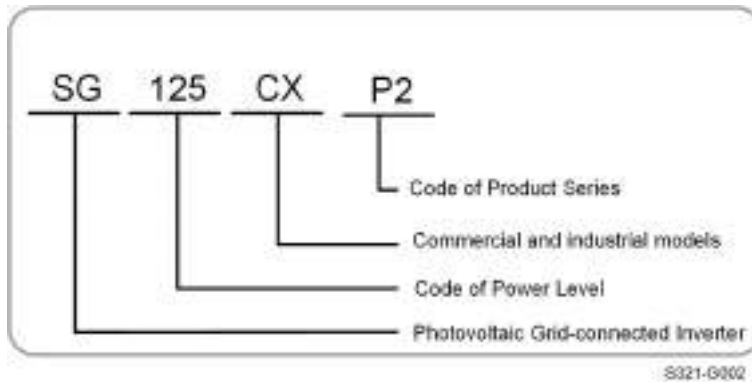 SG 125 CX P2
Code of Product Series
Commercial and industrial models
Code of Power Level
Photovoltaic Grid-connected Inverter
S321-G002